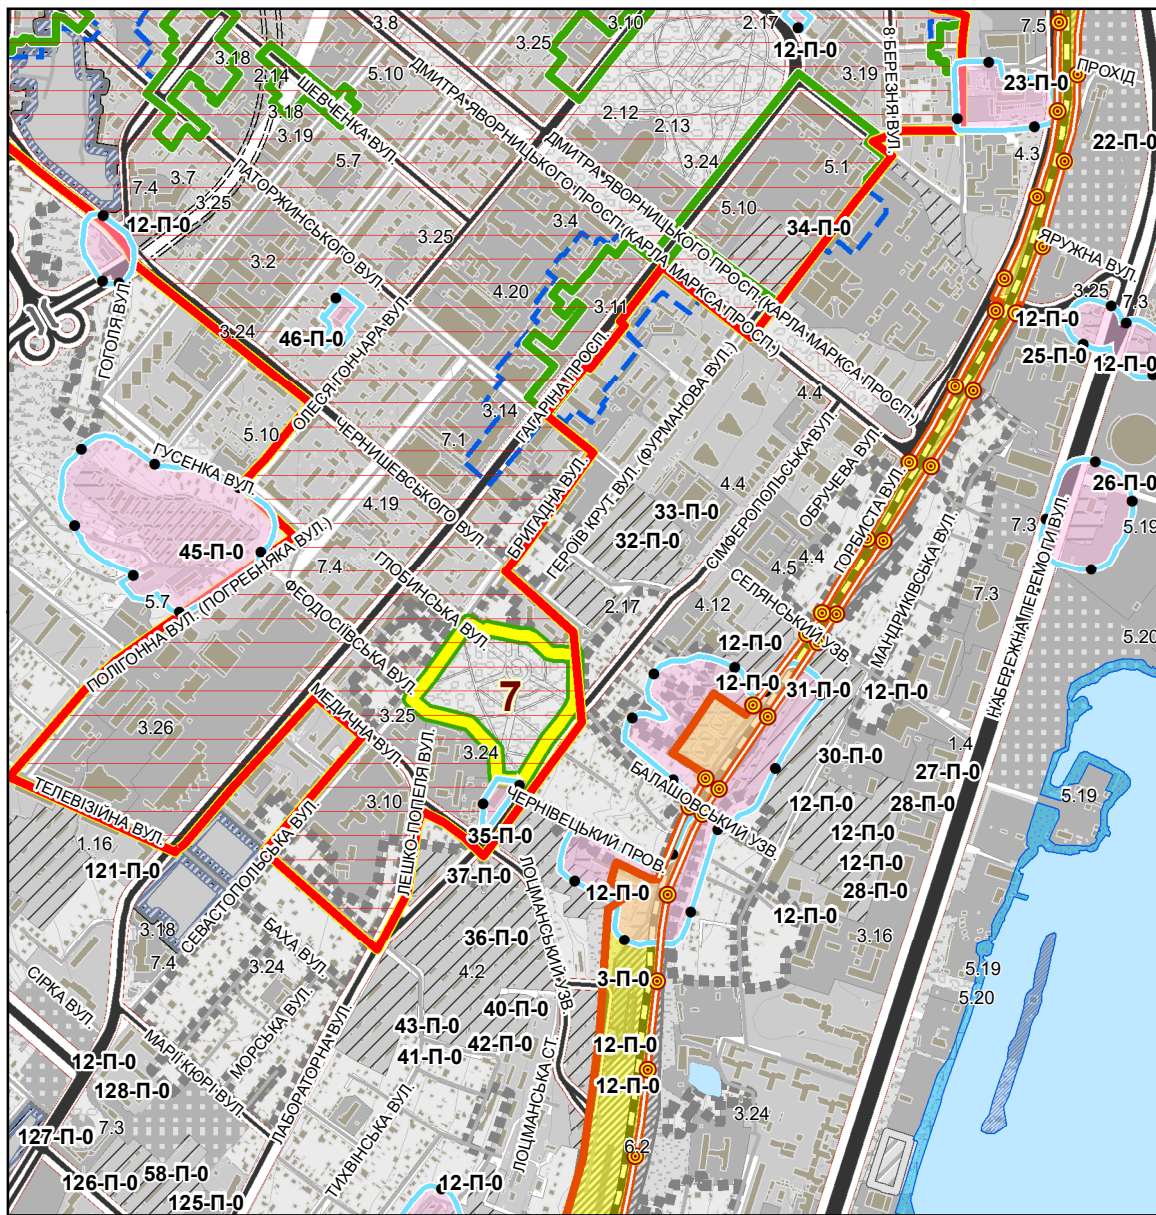 3.8
3.10
2.17
7.5
3.25
12-П-0
3.18
2.14
5.10
3.19
23-П-0
ПРОХІД
8 БЕРЕЗНЯ ВУЛ.
ШЕВЧЕНКА ВУЛ.
ДМИТРА ЯВОРНИЦЬКОГО ПРОСП.(КАРЛА МАРКСА ПРОСП.)
ДМИТРА ЯВОРНИЦЬКОГО ПРОСП.(КАРЛА МАРКСА ПРОСП.)
3.18
3.19
2.12
2.13
22-П-0
4.3
5.7
3.24
5.1
3.7
7.4
3.25
ПАТОРЖИНСЬКОГО ВУЛ.
5.10
12-П-0
3.4
34-П-0
3.25
ЯРУЖНА ВУЛ.
3.2
4.20
3.25
7.3
ГОГОЛЯ ВУЛ.
3.11
12-П-0
3.24
46-П-0
25-П-0
12-П-0
ОЛЕСЯ ГОНЧАРА ВУЛ.
ГАГАРІНА ПРОСП.
3.14
4.4
5.10
7.1
ГУСЕНКА ВУЛ.
ЧЕРНИШЕВСЬКОГО ВУЛ.
БРИГАДНА ВУЛ.
ГЕРОЇВ КРУТ ВУЛ. (ФУРМАНОВА ВУЛ.)
СІМФЕРОПОЛЬСЬКА ВУЛ.
ОБРУЧЕВА ВУЛ.
ГОРБИСТА ВУЛ.
4.4
26-П-0
4.19
33-П-0
7.3
5.19
45-П-0
32-П-0
4.4
4.5
7.4
ГЛОБИНСЬКА ВУЛ.
ФЕОДОСІЇВСЬКА ВУЛ.
ПОЛІГОННА ВУЛ. (ПОГРЕБНЯКА ВУЛ.)
5.7
2.17
4.12
СЕЛЯНСЬКИЙ УЗВ.
МАНДРИКІВСЬКА ВУЛ.
НАБЕРЕЖНА ПЕРЕМОГИ ВУЛ.
7.3
5.20
12-П-0
12-П-0
31-П-0
12-П-0
7
МЕДИЧНА ВУЛ.
3.25
3.26
3.24
1.4
30-П-0
27-П-0
БАЛАШОВСЬКИЙ УЗВ.
ЧЕРНІВЕЦЬКИЙ ПРОВ.
ТЕЛЕВІЗІЙНА ВУЛ.
3.10
12-П-0
28-П-0
5.19
СЕВАСТОПОЛЬСЬКА ВУЛ.
ЛЕШКО-ПОПЕЛЯ ВУЛ.
1.16
35-П-0
12-П-0
121-П-0
37-П-0
12-П-0
12-П-0
28-П-0
ЛОЦМАНСЬКИЙ УЗВ.
12-П-0
3.18
БАХА ВУЛ.
36-П-0
3.16
7.4
3.24
4.2
3-П-0
5.19
СІРКА ВУЛ.
5.20
40-П-0
43-П-0
МОРСЬКА ВУЛ.
ЛАБОРАТОРНА ВУЛ.
МАРІЇ КЮРІ ВУЛ.
42-П-0
12-П-0
41-П-0
12-П-0
12-П-0
128-П-0
ТИХВІНСЬКА ВУЛ.
ЛОЦМАНСЬКА СТ.
3.24
127-П-0
7.3
6.2
58-П-0
126-П-0
12-П-0
125-П-0